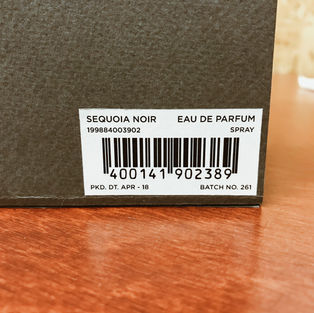 SEQUOIA NOIR EAU DE PARFUM
199884003902 SPRAY
400141 902389
PKD. DT. APR - 18 BATCH NO. 261